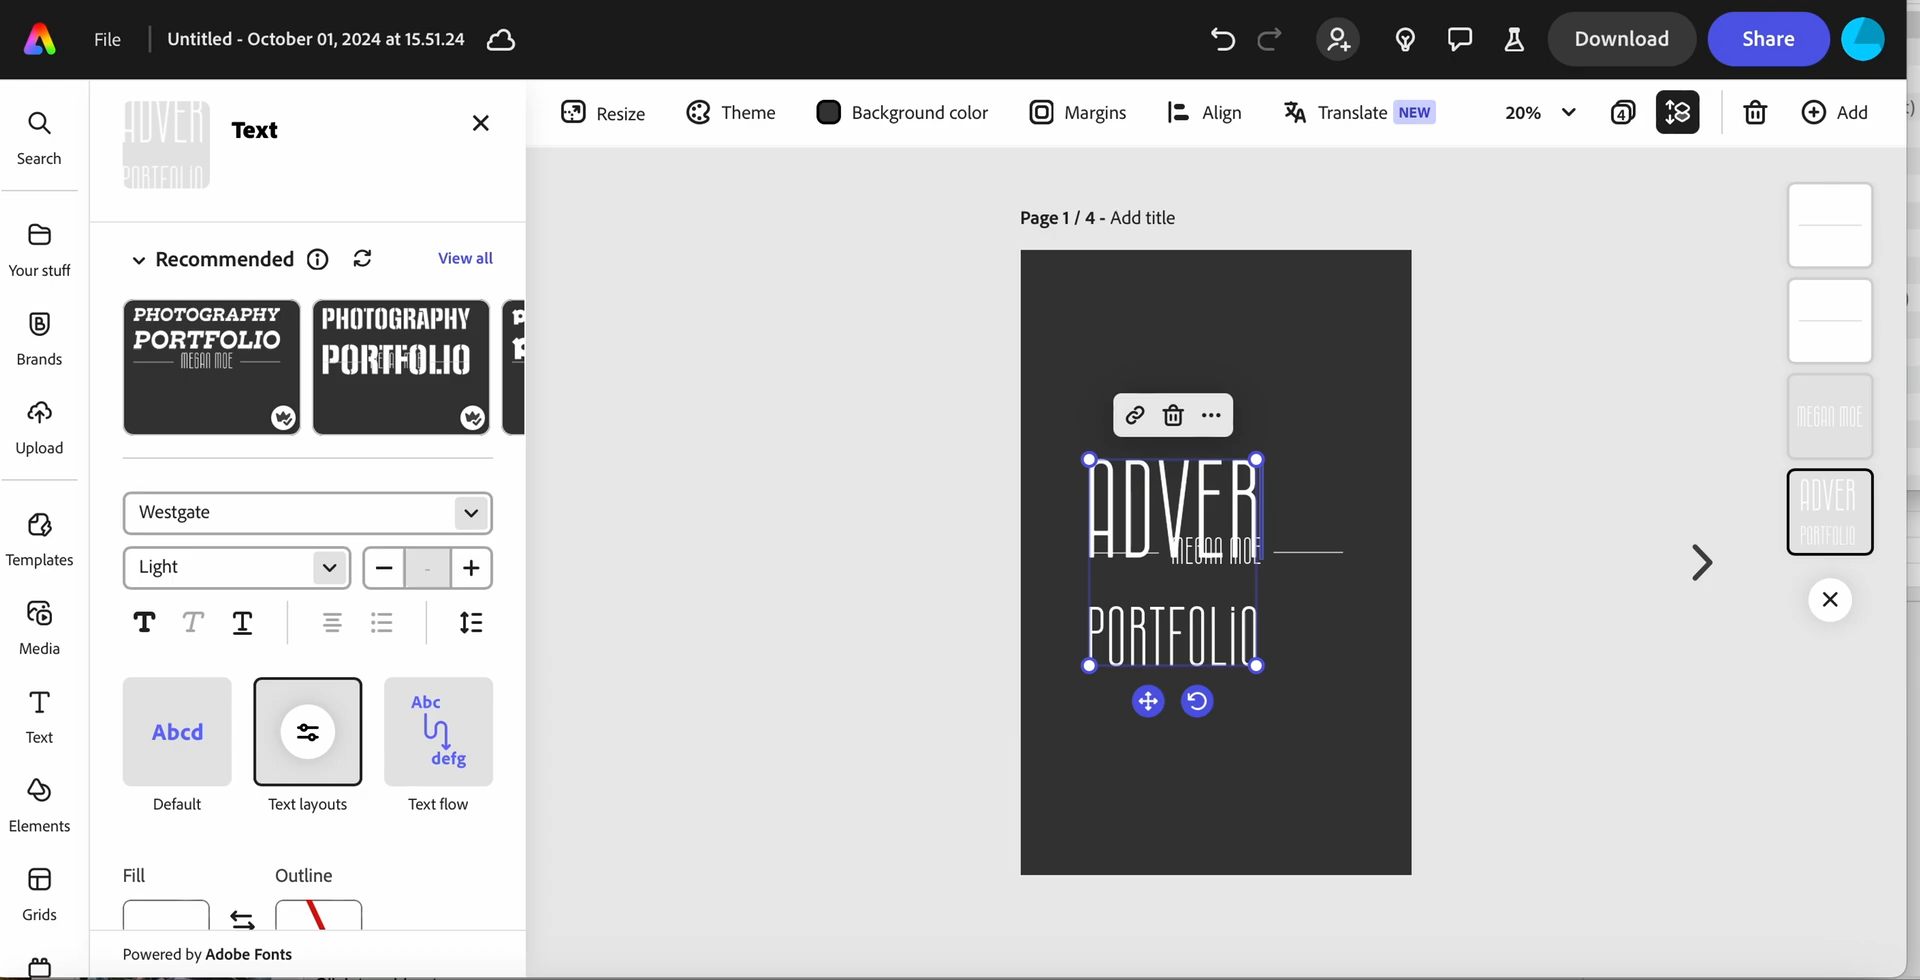 File
Untitled - October 01, 2024 at 15.51.24
Download
Share
Search
Your stuff
Brands
Upload
Templates
Media
Text
Elements
Grids
ADVER
PORTFOLIO
Text
Recommended
View all
PHOTOGRAPHY
PORTFOLIO
MEGAN MOE
PHOTOGRAPHY
PORTFOLIO
Westgate
Light
-
Abcd
Abc
defg
Default
Text layouts
Text flow
Fill
Outline
Powered by Adobe Fonts
Resize
Theme
Background color
Margins
Align
Translate NEW
20%
4
Add
Page 1 / 4 - Add title
ADVER
MEGAN MOE
PORTFOLiO
MEGAN MOE
ADVER
PORTFOLIO